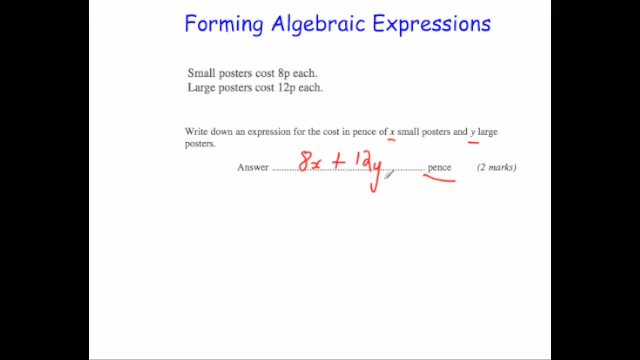 Forming Algebraic Expressions
Small posters cost 8p each.
Large posters cost 12p each.
Write down an expression for the cost in pence of x small posters and y large
posters.
Answer 8x + 12y pence (2 marks)